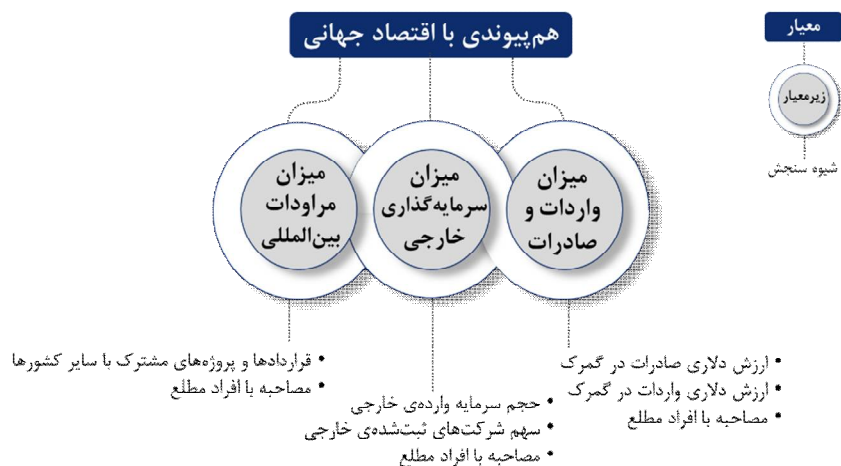 هم‌پیوندی با اقتصاد جهانی
معیار
زیرمعیار
شیوه سنجش
میزان
واردات و
صادرات
میزان
سرمایه‌گذاری
خارجی
میزان
مراودات
بین‌المللی
• ارزش دلاری صادرات در گمرک
• ارزش دلاری واردات در گمرک
• مصاحبه با افراد مطلع
• حجم سرمایه وارده‌ی خارجی
• سهم شرکت‌های ثبت‌شده‌ی خارجی
• مصاحبه با افراد مطلع
• قراردادها و پروژه‌های مشترک با سایر کشورها
• مصاحبه با افراد مطلع